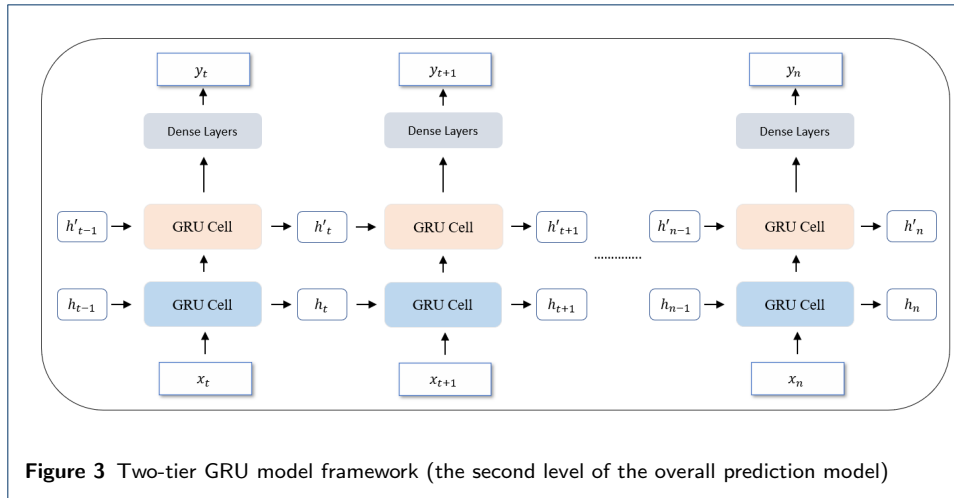 y_t y_{t+1} y_n
Dense Layers Dense Layers Dense Layers
h'_{t-1} GRU Cell h'_t GRU Cell h'_{t+1} h'_{n-1} GRU Cell h'_n
.............
h_{t-1} GRU Cell h_t GRU Cell h_{t+1} h_{n-1} GRU Cell h_n
x_t x_{t+1} x_n
Figure 3 Two-tier GRU model framework (the second level of the overall prediction model)